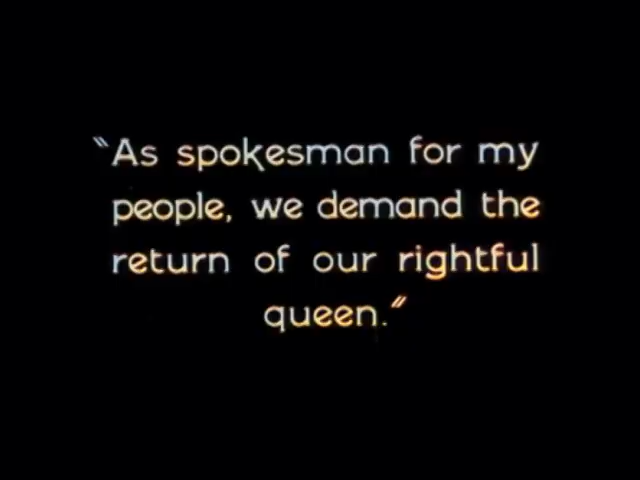 "As spokesman for my
people, we demand the
return of our rightful
queen."